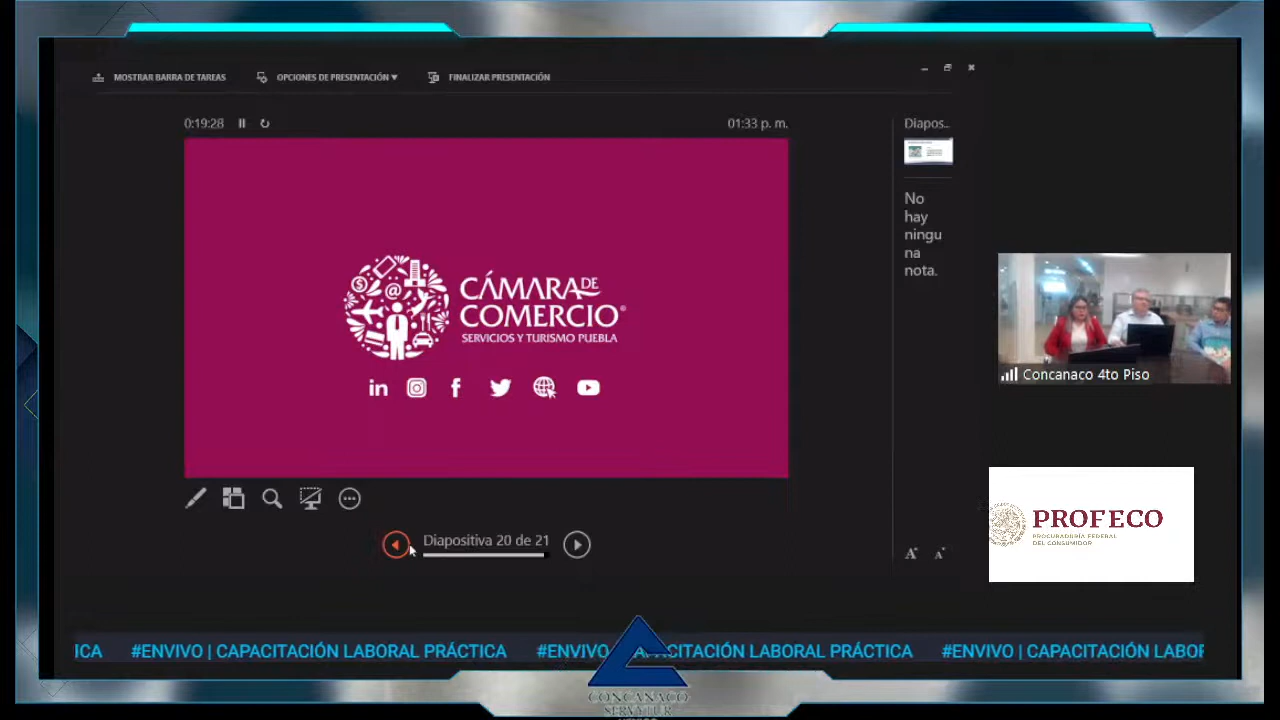 MOSTRAR BARRA DE TAREAS
OPCIONES DE PRESENTACIÓN ▾
FINALIZAR PRESENTACIÓN
0:19:28
01:33 p. m.
CÁMARA DE
COMERCIO®
SERVICIOS Y TURISMO PUEBLA
Diapositiva 20 de 21
Diapos...
No
hay
ningu
na
nota.
Concanaco 4to Piso
PROFECO
PROCURADURÍA FEDERAL
DEL CONSUMIDOR
ICA #ENVIVO | CAPACITACIÓN LABORAL PRÁCTICA #ENVIVO CAPACITACIÓN LABORAL PRÁCTICA #ENVIVO | CAPACITACIÓN LABOR
CONCANACO
SERVYTUR